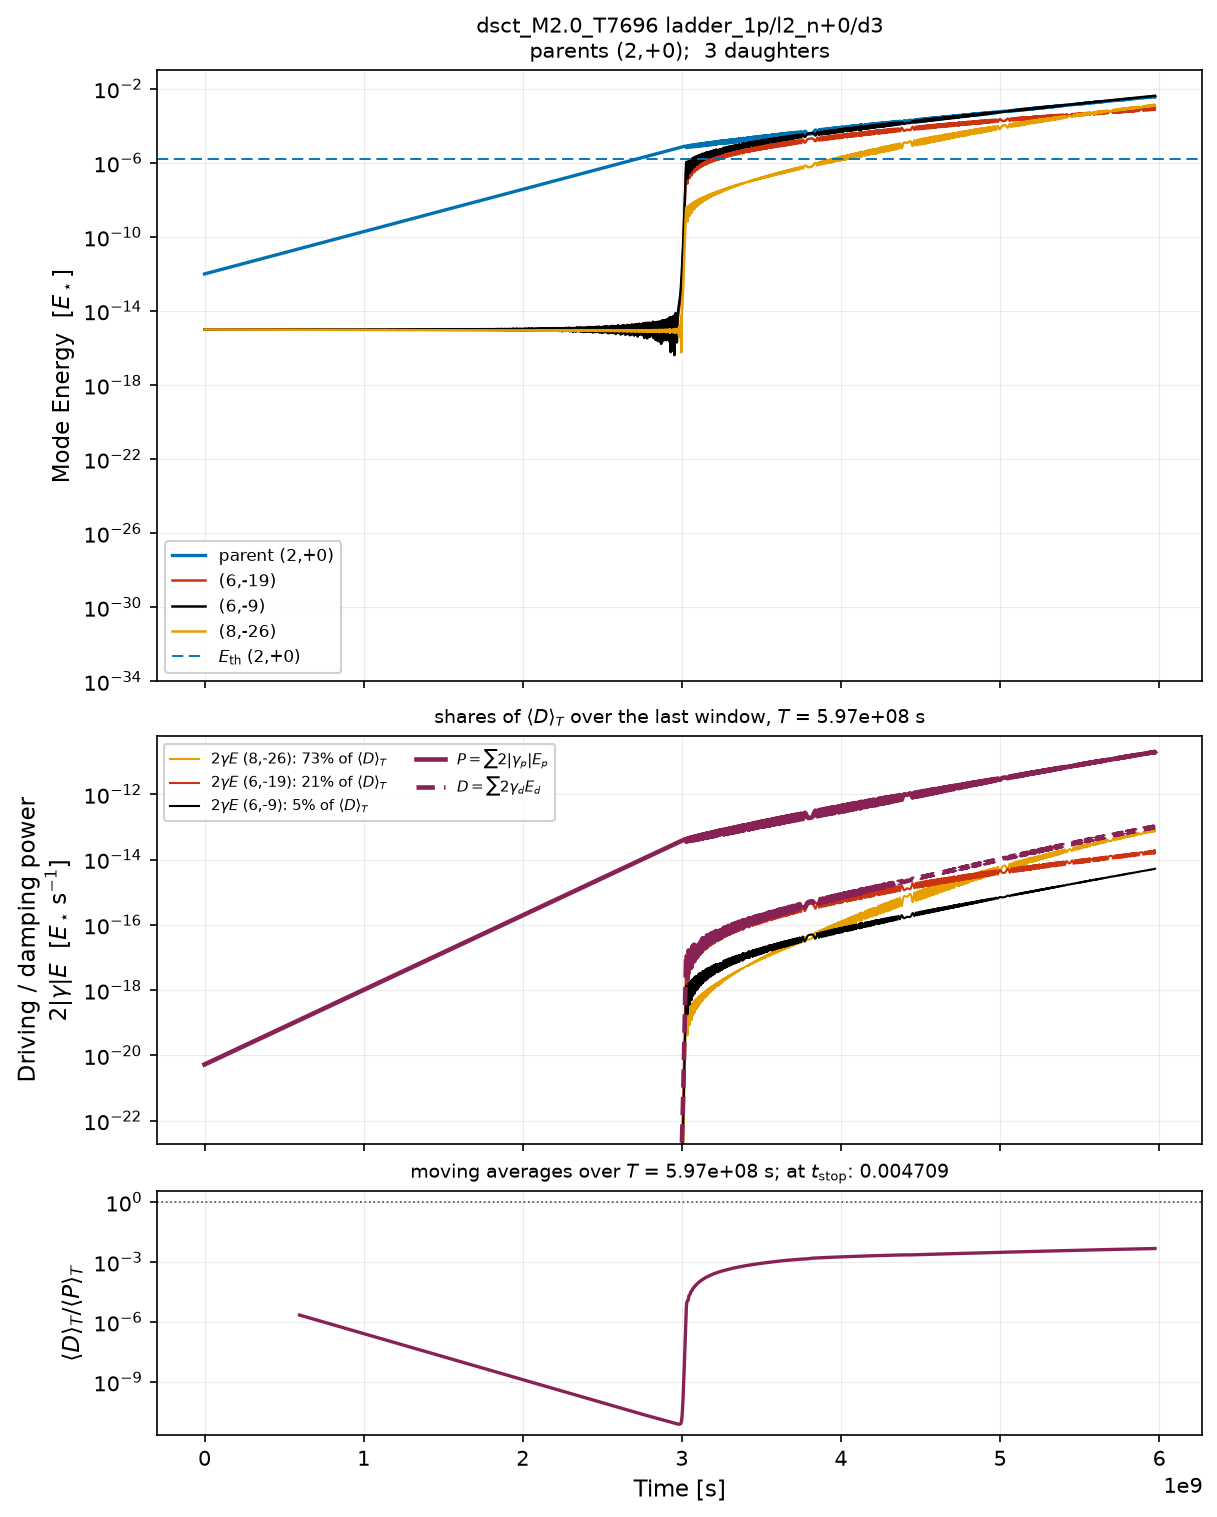 dsct_M2.0_T7696 ladder_1p/l2_n+0/d3
parents (2,+0);  3 daughters
Mode Energy  [E⋆]
10⁻²
10⁻⁶
10⁻¹⁰
10⁻¹⁴
10⁻¹⁸
10⁻²²
10⁻²⁶
10⁻³⁰
10⁻³⁴
parent (2,+0)
(6,-19)
(6,-9)
(8,-26)
E_th (2,+0)
shares of ⟨D⟩_T over the last window, T = 5.97e+08 s
Driving / damping power
2|γ|E  [E⋆ s⁻¹]
10⁻¹²
10⁻¹⁴
10⁻¹⁶
10⁻¹⁸
10⁻²⁰
10⁻²²
2γE (8,-26): 73% of ⟨D⟩_T
2γE (6,-19): 21% of ⟨D⟩_T
2γE (6,-9): 5% of ⟨D⟩_T
P = ∑2|γ_p|E_p
D = ∑2γ_dE_d
moving averages over T = 5.97e+08 s; at t_stop: 0.004709
⟨D⟩_T/⟨P⟩_T
10⁰
10⁻³
10⁻⁶
10⁻⁹
0 1 2 3 4 5 6
1e9
Time [s]